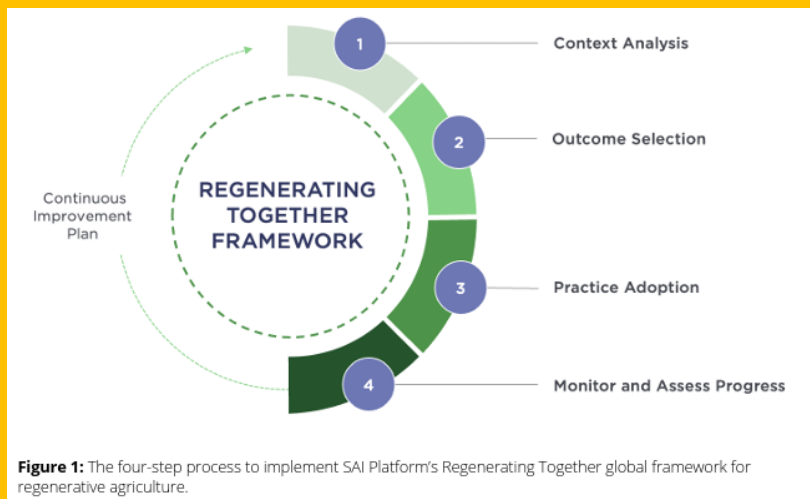 1
Context Analysis
2
Outcome Selection
Continuous
Improvement
Plan
REGENERATING
TOGETHER
FRAMEWORK
3
Practice Adoption
4
Monitor and Assess Progress
Figure 1: The four-step process to implement SAI Platform's Regenerating Together global framework for
regenerative agriculture.